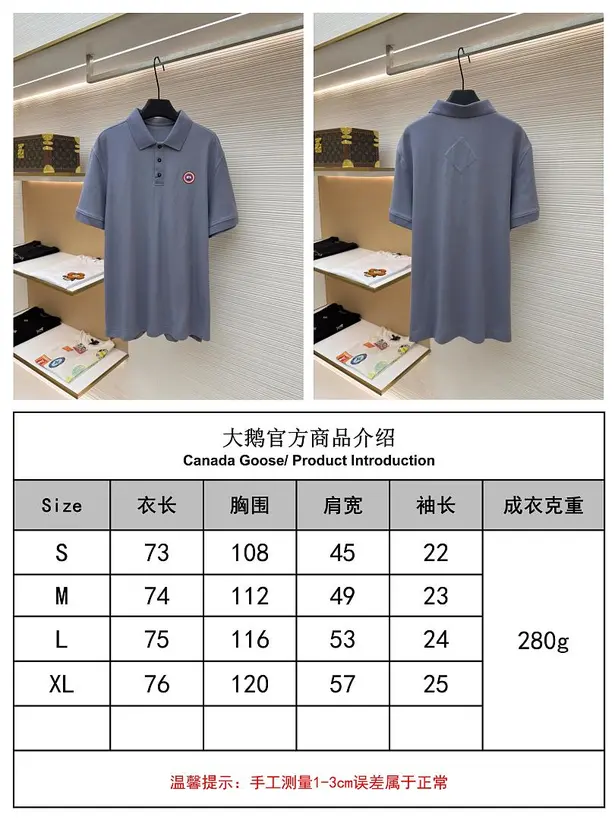 大鹅官方商品介绍
Canada Goose/ Product Introduction
Size 衣长 胸围 肩宽 袖长 成衣克重
S 73 108 45 22
M 74 112 49 23
L 75 116 53 24
XL 76 120 57 25
280g
温馨提示：手工测量1-3cm误差属于正常